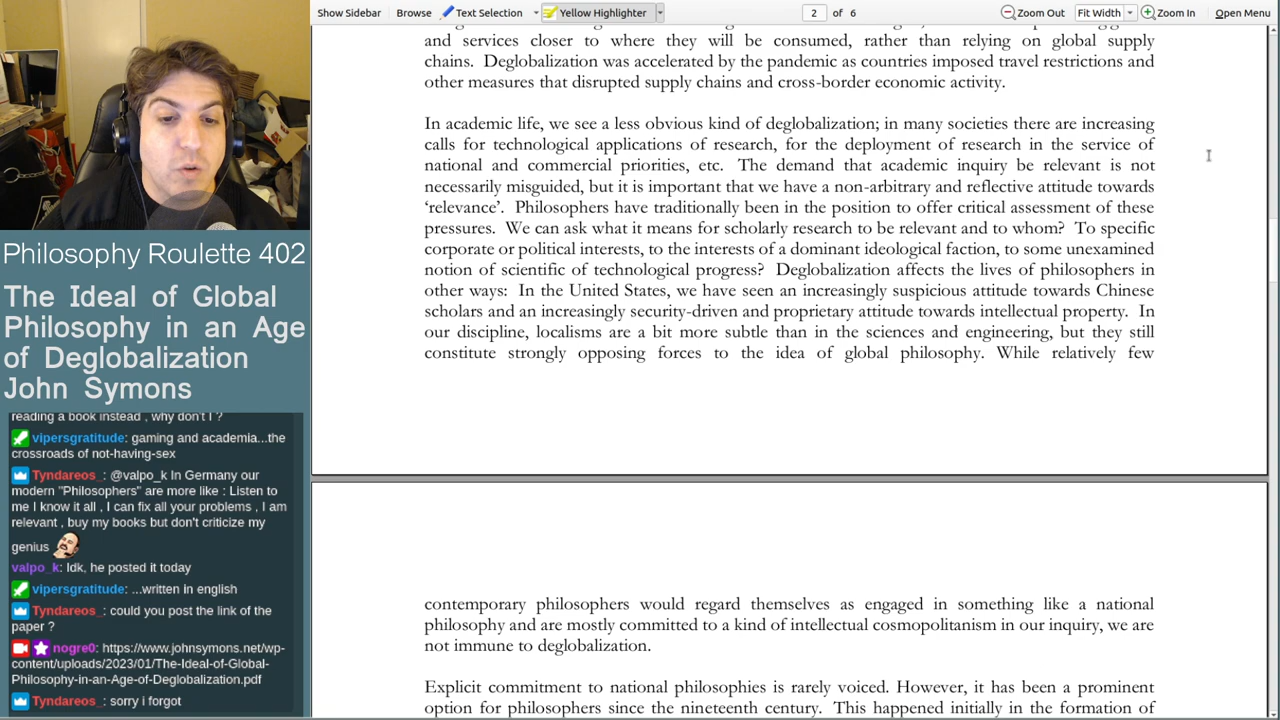 Show Sidebar Browse Text Selection Yellow Highlighter 2 of 6 Zoom Out Fit Width Zoom In Open Menu
and services closer to where they will be consumed, rather than relying on global supply
chains. Deglobalization was accelerated by the pandemic as countries imposed travel restrictions and
other measures that disrupted supply chains and cross-border economic activity.
In academic life, we see a less obvious kind of deglobalization; in many societies there are increasing
calls for technological applications of research, for the deployment of research in the service of
national and commercial priorities, etc. The demand that academic inquiry be relevant is not
necessarily misguided, but it is important that we have a non-arbitrary and reflective attitude towards
‘relevance’. Philosophers have traditionally been in the position to offer critical assessment of these
pressures. We can ask what it means for scholarly research to be relevant and to whom? To specific
corporate or political interests, to the interests of a dominant ideological faction, to some unexamined
notion of scientific of technological progress? Deglobalization affects the lives of philosophers in
other ways: In the United States, we have seen an increasingly suspicious attitude towards Chinese
scholars and an increasingly security-driven and proprietary attitude towards intellectual property. In
our discipline, localisms are a bit more subtle than in the sciences and engineering, but they still
constitute strongly opposing forces to the idea of global philosophy. While relatively few
contemporary philosophers would regard themselves as engaged in something like a national
philosophy and are mostly committed to a kind of intellectual cosmopolitanism in our inquiry, we are
not immune to deglobalization.
Explicit commitment to national philosophies is rarely voiced. However, it has been a prominent
option for philosophers since the nineteenth century. This happened initially in the formation of
Philosophy Roulette 402
The Ideal of Global
Philosophy in an Age
of Deglobalization
John Symons
reading a book instead , why don't I ?
vipersgratitude: gaming and academia...the
crossroads of not-having-sex
Tyndareos_: @valpo_k In Germany our
modern "Philosophers" are more like : Listen to
me I know it all , I can fix all your problems , I am
relevant , buy my books but don't criticize my
genius
valpo_k: Idk, he posted it today
vipersgratitude: ...written in english
Tyndareos_: could you post the link of the
paper ?
nogre0: https://www.johnsymons.net/wp-
content/uploads/2023/01/The-Ideal-of-Global-
Philosophy-in-an-Age-of-Deglobalization.pdf
Tyndareos_: sorry i forgot